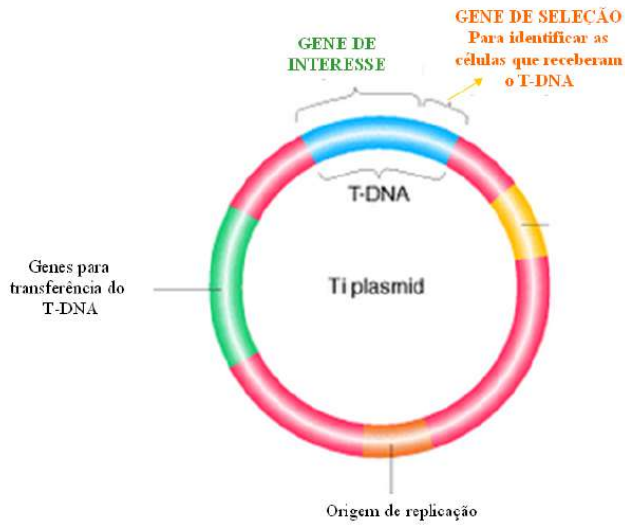 GENE DE SELEÇÃO
Para identificar as
células que receberam
o T-DNA
GENE DE
INTERESSE
T-DNA
Genes para
transferência do
T-DNA
Ti plasmid
Origem de replicação